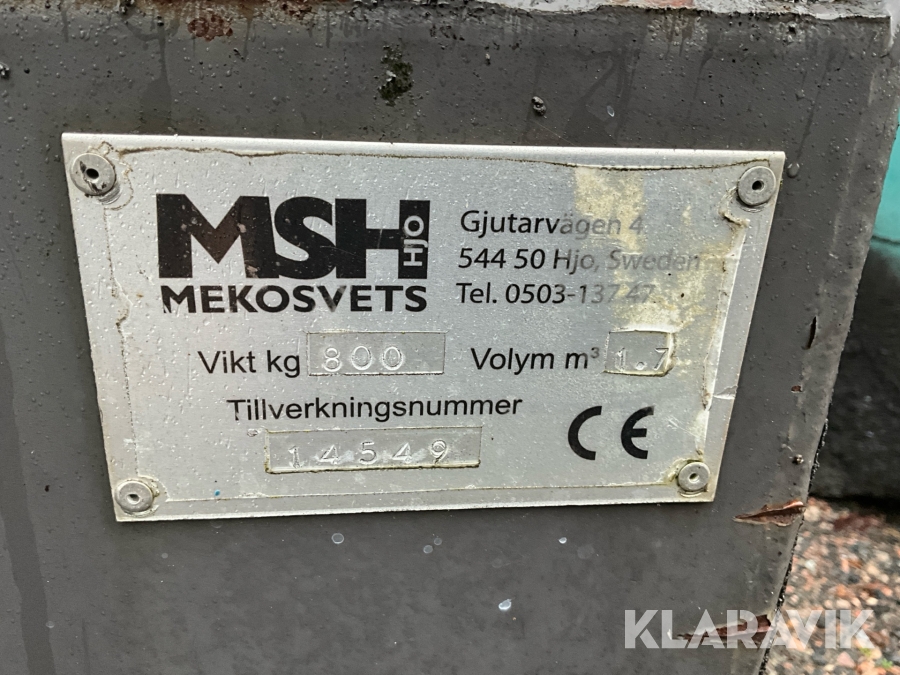 MSH HJO
MEKOSVETS
Gjutarvägen 4
544 50 Hjo, Sweden
Tel. 0503-137 47
Vikt kg 800
Volym m³ 1.7
Tillverkningsnummer
14549
CE
KLARAVIK